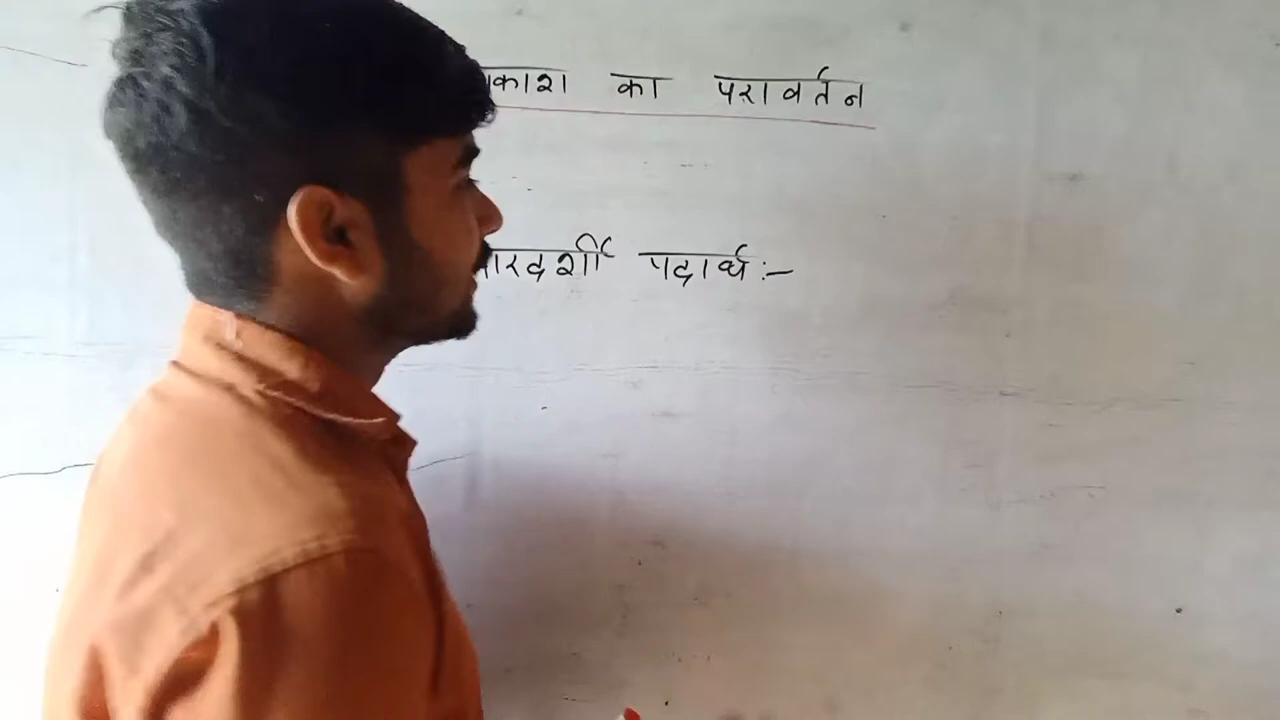 काश का परावर्तन
ारदर्शी पदार्थ :-